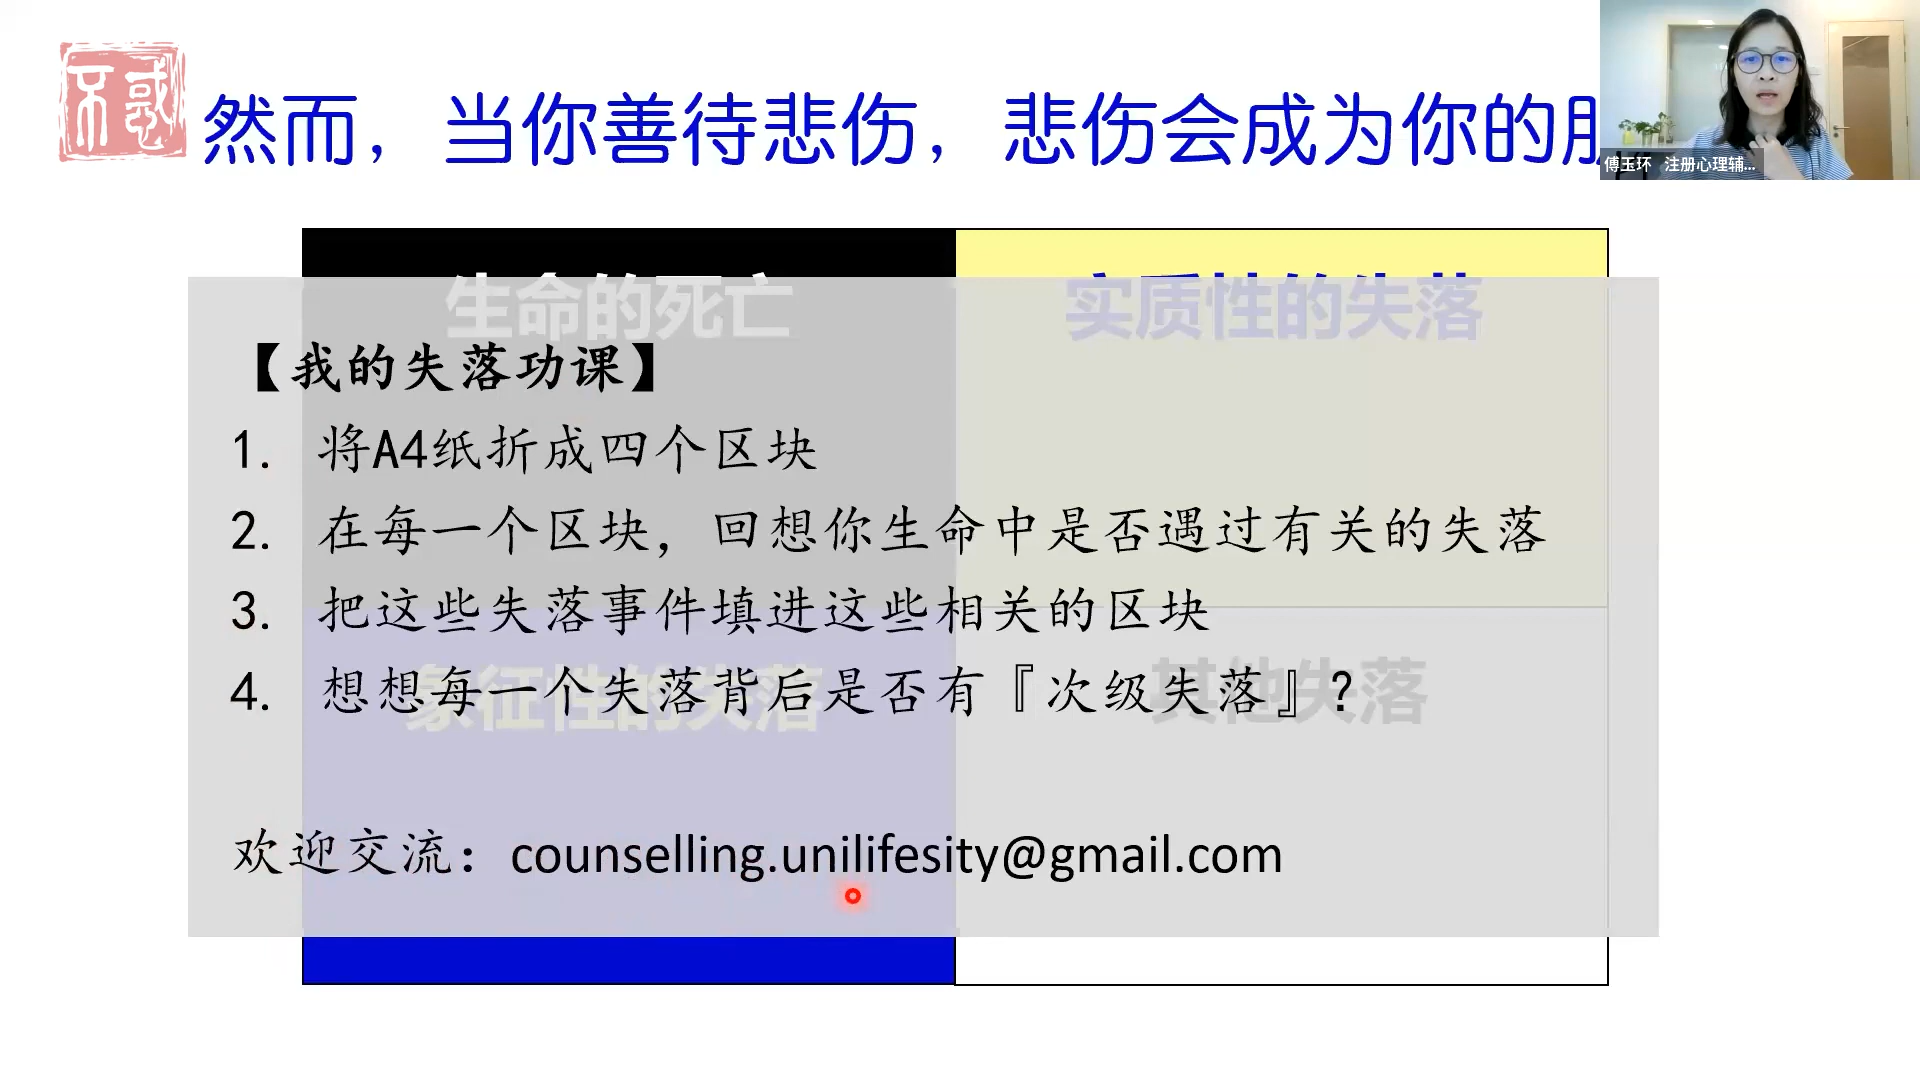 不惑
然而，当你善待悲伤，悲伤会成为你的
傅玉环 注册心理辅...
生命的死亡
实质性的失落
【我的失落功课】
1. 将A4纸折成四个区块
2. 在每一个区块，回想你生命中是否遇过有关的失落
3. 把这些失落事件填进这些相关的区块
象征性的失落
其他失落
4. 想想每一个失落背后是否有『次级失落』？
欢迎交流：counselling.unilifesity@gmail.com